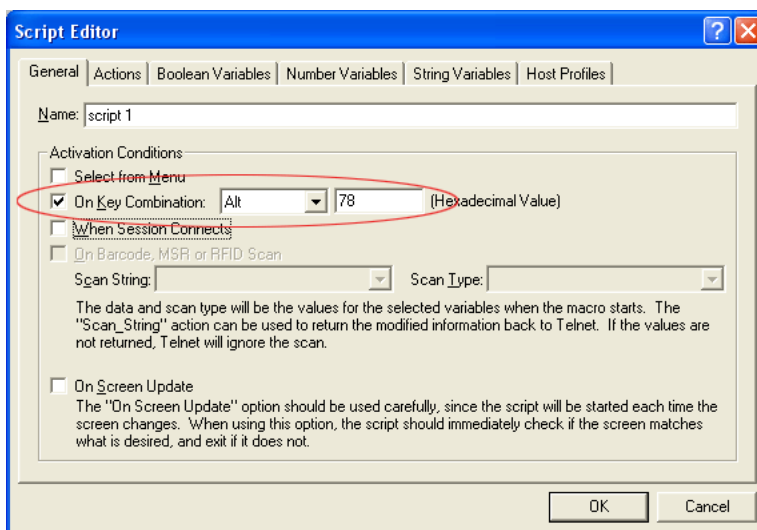 Script Editor
General Actions Boolean Variables Number Variables String Variables Host Profiles
Name: script 1
Activation Conditions
Select from Menu
On Key Combination: Alt 78 (Hexadecimal Value)
When Session Connects
On Barcode, MSR or RFID Scan
Scan String: Scan Type:
The data and scan type will be the values for the selected variables when the macro starts. The
"Scan_String" action can be used to return the modified information back to Telnet. If the values are
not returned, Telnet will ignore the scan.
On Screen Update
The "On Screen Update" option should be used carefully, since the script will be started each time the
screen changes. When using this option, the script should immediately check if the screen matches
what is desired, and exit if it does not.
OK Cancel